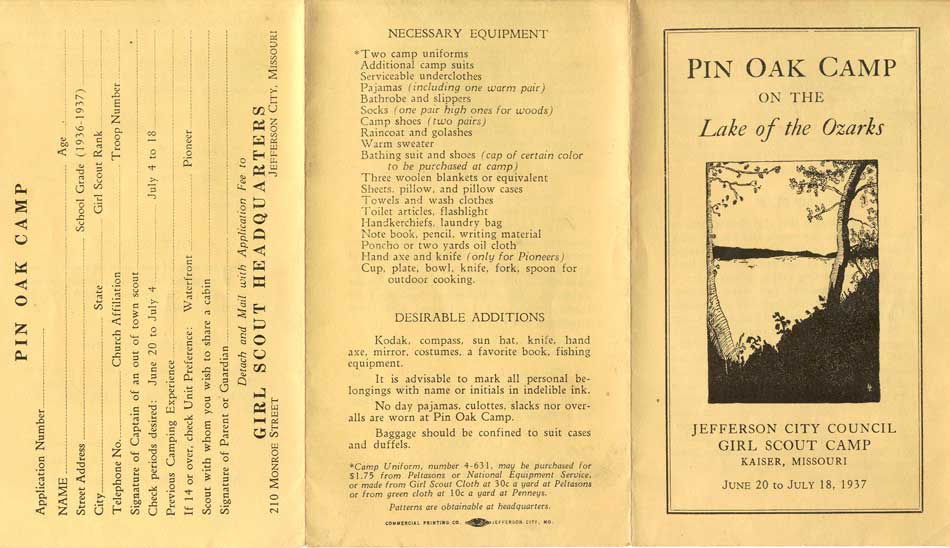 PIN OAK CAMP
Application Number
NAME Age
Street Address School Grade (1936-1937)
City State Girl Scout Rank
Telephone No. Church Affiliation Troop Number
Signature of Captain of an out of town scout
Check periods desired: June 20 to July 4 July 4 to 18
Previous Camping Experience
If 14 or over, check Unit Preference: Waterfront Pioneer
Scout with whom you wish to share a cabin
Signature of Parent or Guardian
Detach and Mail with Application Fee to
GIRL SCOUT HEADQUARTERS
210 MONROE STREET JEFFERSON CITY, MISSOURI
NECESSARY EQUIPMENT
*Two camp uniforms
Additional camp suits
Serviceable underclothes
Pajamas (including one warm pair)
Bathrobe and slippers
Socks (one pair high ones for woods)
Camp shoes (two pairs)
Raincoat and golashes
Warm sweater
Bathing suit and shoes (cap of certain color
to be purchased at camp)
Three woolen blankets or equivalent
Sheets, pillow, and pillow cases
Towels and wash clothes
Toilet articles, flashlight
Handkerchiefs, laundry bag
Note book, pencil, writing material
Poncho or two yards oil cloth
Hand axe and knife (only for Pioneers)
Cup, plate, bowl, knife, fork, spoon for
outdoor cooking.
DESIRABLE ADDITIONS
Kodak, compass, sun hat, knife, hand
axe, mirror, costumes, a favorite book, fishing
equipment.
It is advisable to mark all personal be-
longings with name or initials in indelible ink.
No day pajamas, culottes, slacks nor over-
alls are worn at Pin Oak Camp.
Baggage should be confined to suit cases
and duffels.
*Camp Uniform, number 4-631, may be purchased for
$1.75 from Peltasons or National Equipment Service,
or made from Girl Scout Cloth at 30c a yard at Peltasons
or from green cloth at 10c a yard at Penneys.
Patterns are obtainable at headquarters.
COMMERCIAL PRINTING CO. JEFFERSON CITY, MO.
PIN OAK CAMP
ON THE
Lake of the Ozarks
JEFFERSON CITY COUNCIL
GIRL SCOUT CAMP
KAISER, MISSOURI
JUNE 20 TO JULY 18, 1937